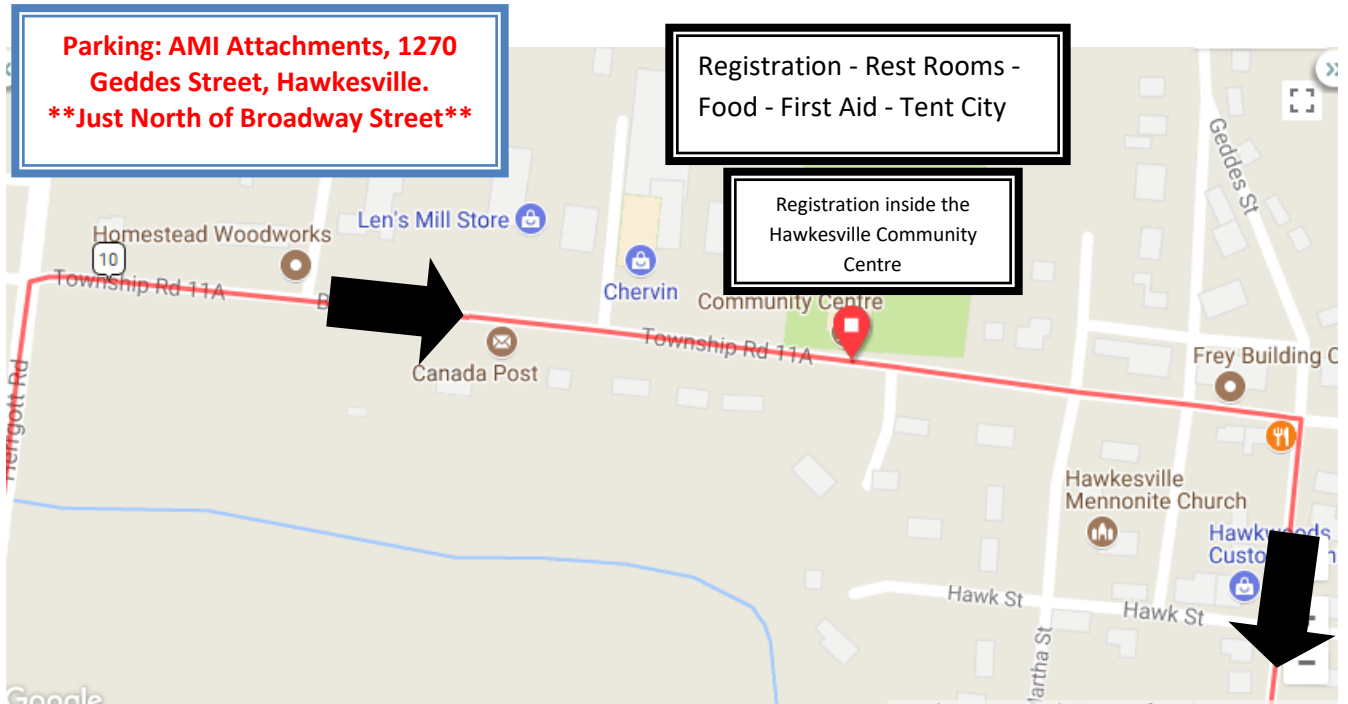 Parking: AMI Attachments, 1270
Geddes Street, Hawkesville.
**Just North of Broadway Street**
Registration - Rest Rooms -
Food - First Aid - Tent City
Registration inside the
Hawkesville Community
Centre
Geddes St
Len's Mill Store
Homestead Woodworks
10
Township Rd 11A
Chervin
Community Centre
Township Rd 11A
Canada Post
Frey Building C
Herrgott Rd
Hawkesville
Mennonite Church
Hawkwoods
Custo
Hawk St
Hawk St
Martha St
Google